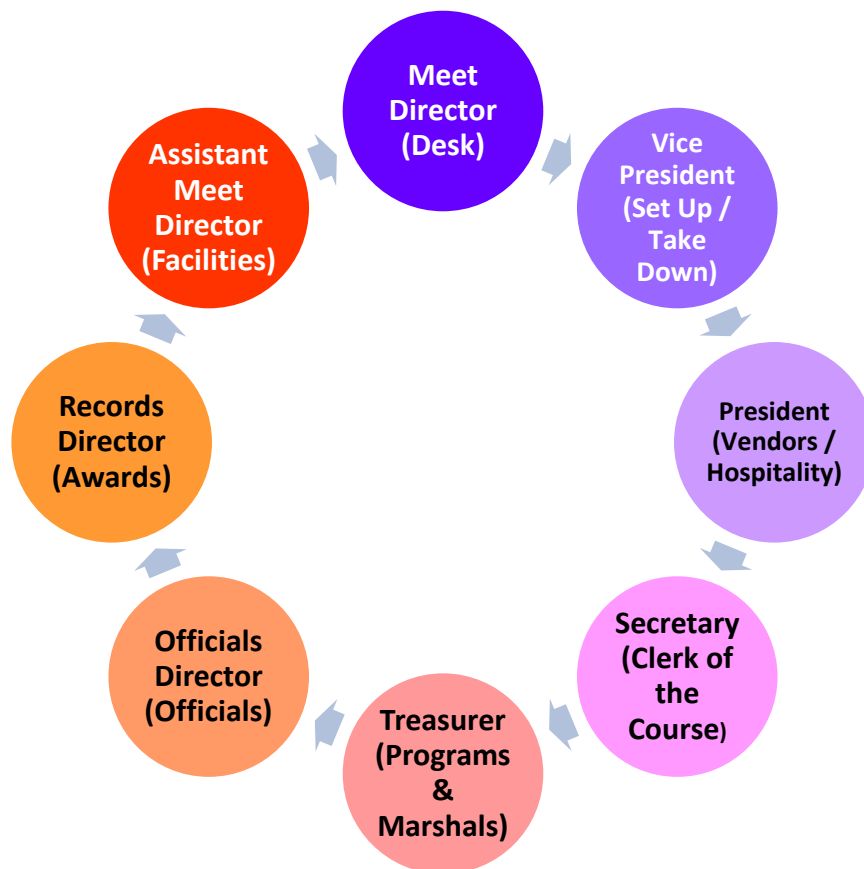 Meet
Director
(Desk)
Vice
President
(Set Up /
Take
Down)
President
(Vendors /
Hospitality)
Secretary
(Clerk of
the
Course)
Treasurer
(Programs
&
Marshals)
Officials
Director
(Officials)
Records
Director
(Awards)
Assistant
Meet
Director
(Facilities)